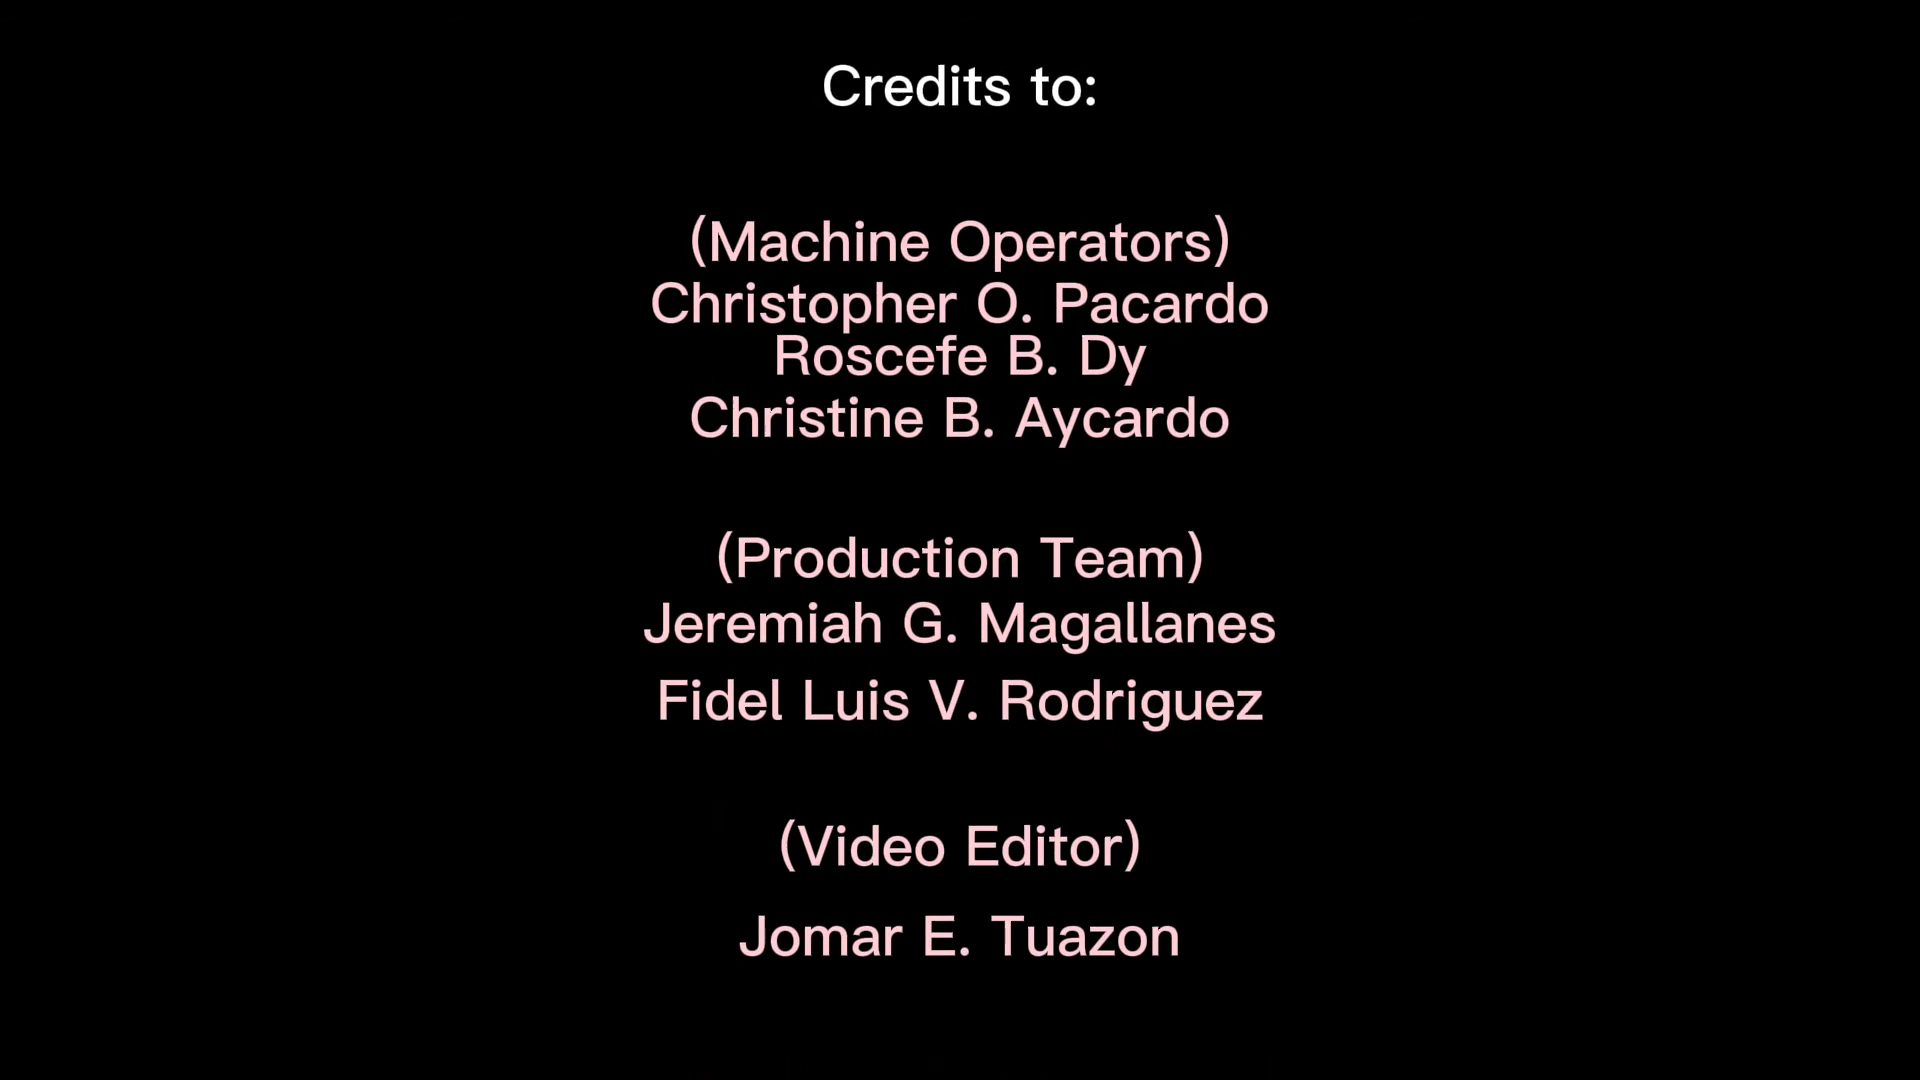 Credits to:
(Machine Operators)
Christopher O. Pacardo
Roscefe B. Dy
Christine B. Aycardo
(Production Team)
Jeremiah G. Magallanes
Fidel Luis V. Rodriguez
(Video Editor)
Jomar E. Tuazon